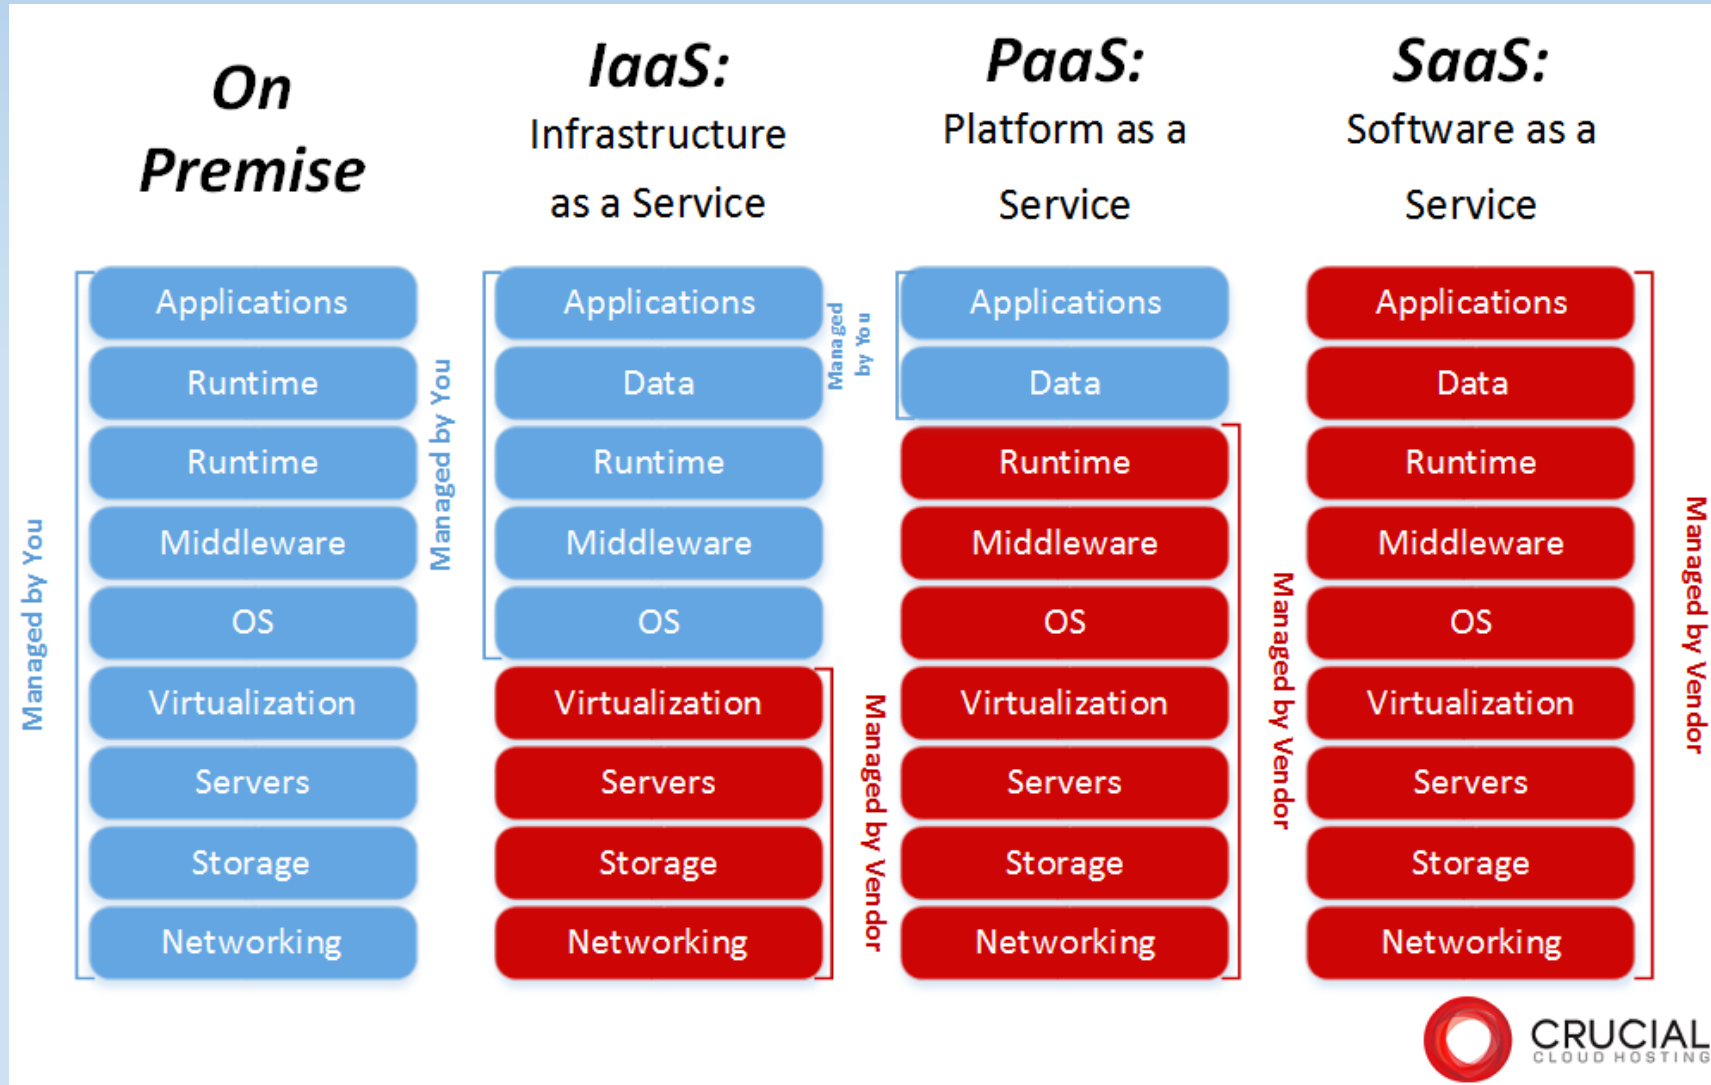 On
Premise
Managed by You
Applications
Runtime
Runtime
Middleware
OS
Virtualization
Servers
Storage
Networking
IaaS:
Infrastructure
as a Service
Managed by You
Applications
Data
Runtime
Middleware
OS
Virtualization
Servers
Storage
Networking
Managed by Vendor
PaaS:
Platform as a
Service
Managed
by You
Applications
Data
Runtime
Middleware
OS
Virtualization
Servers
Storage
Networking
Managed by Vendor
SaaS:
Software as a
Service
Applications
Data
Runtime
Middleware
OS
Virtualization
Servers
Storage
Networking
Managed by Vendor
CRUCIAL
CLOUD HOSTING